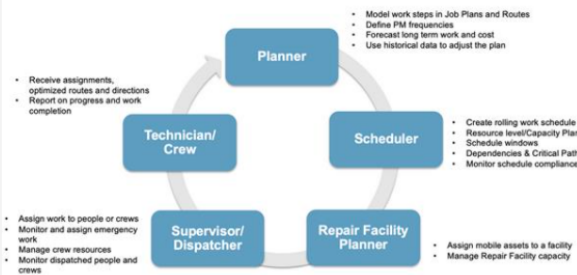 • Model work steps in Job Plans and Routes
• Define PM frequencies
• Forecast long term work and cost
• Use historical data to adjust the plan
Planner
• Receive assignments,
optimized routes and directions
• Report on progress and work
completion
Technician/
Crew
Scheduler
• Create rolling work schedule
• Resource level/Capacity
• Schedule windows
• Dependencies & Critical Path
• Monitor schedule compliance
Supervisor/
Dispatcher
Repair Facility
Planner
• Assign work to people or crews
• Monitor and assign emergency
work
• Manage crew resources
• Monitor dispatched people and
crews
• Assign mobile assets to a facility
• Manage Repair Facility capacity